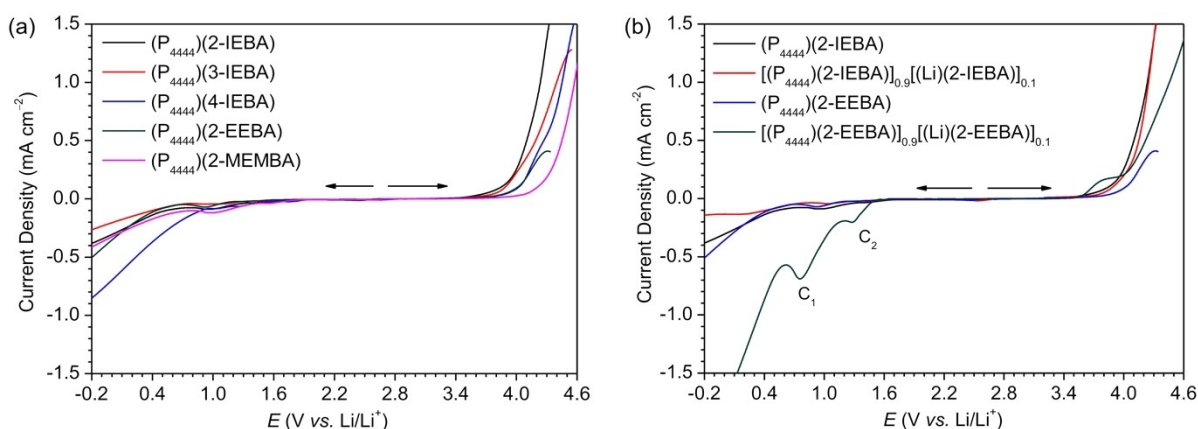 (a)
Current Density (mA cm⁻²)
1.5
1.0
0.5
0.0
-0.5
-1.0
-1.5
(P₄₄₄₄)(2-IEBA)
(P₄₄₄₄)(3-IEBA)
(P₄₄₄₄)(4-IEBA)
(P₄₄₄₄)(2-EEBA)
(P₄₄₄₄)(2-MEMBA)
-0.2 0.4 1.0 1.6 2.2 2.8 3.4 4.0 4.6
E (V vs. Li/Li⁺)
(b)
Current Density (mA cm⁻²)
1.5
1.0
0.5
0.0
-0.5
-1.0
-1.5
(P₄₄₄₄)(2-IEBA)
[(P₄₄₄₄)(2-IEBA)]₀.₉[(Li)(2-IEBA)]₀.₁
(P₄₄₄₄)(2-EEBA)
[(P₄₄₄₄)(2-EEBA)]₀.₉[(Li)(2-EEBA)]₀.₁
C₂
C₁
-0.2 0.4 1.0 1.6 2.2 2.8 3.4 4.0 4.6
E (V vs. Li/Li⁺)